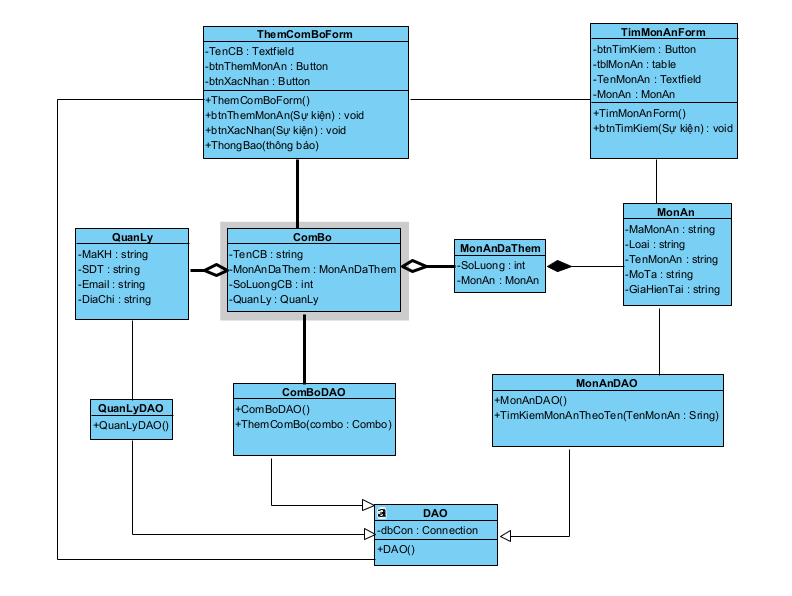 ThemComBoForm
-TenCB : Textfield
-btnThemMonAn : Button
-btnXacNhan : Button
+ThemComBoForm()
+btnThemMonAn(Sự kiện) : void
+btnXacNhan(Sự kiện) : void
+ThongBao(thông báo)
TimMonAnForm
-btnTimKiem : Button
-tblMonAn : table
-TenMonAn : Textfield
-MonAn : MonAn
+TimMonAnForm()
+btnTimKiem(Sự kiện) : void
QuanLy
-MaKH : string
-SDT : string
-Email : string
-DiaChi : string
ComBo
-TenCB : string
-MonAnDaThem : MonAnDaThem
-SoLuongCB : int
-QuanLy : QuanLy
MonAnDaThem
-SoLuong : int
-MonAn : MonAn
MonAn
-MaMonAn : string
-Loai : string
-TenMonAn : string
-MoTa : string
-GiaHienTai : string
QuanLyDAO
+QuanLyDAO()
ComBoDAO
+ComBoDAO()
+ThemComBo(combo : Combo)
MonAnDAO
+MonAnDAO()
+TimKiemMonAnTheoTen(TenMonAn : Sring)
a DAO
-dbCon : Connection
+DAO()